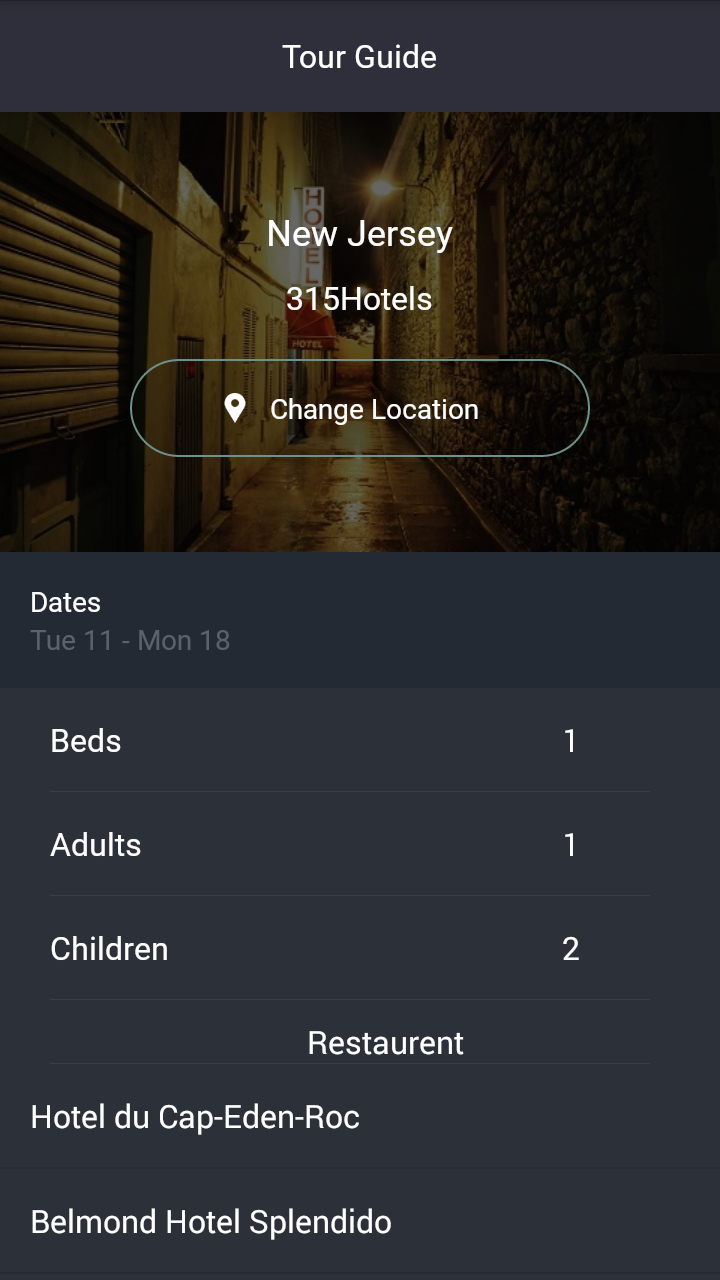 Tour Guide
HOTEL
New Jersey
315Hotels
HOTEL
Change Location
Dates
Tue 11 - Mon 18
Beds 1
Adults 1
Children 2
Restaurent
Hotel du Cap-Eden-Roc
Belmond Hotel Splendido